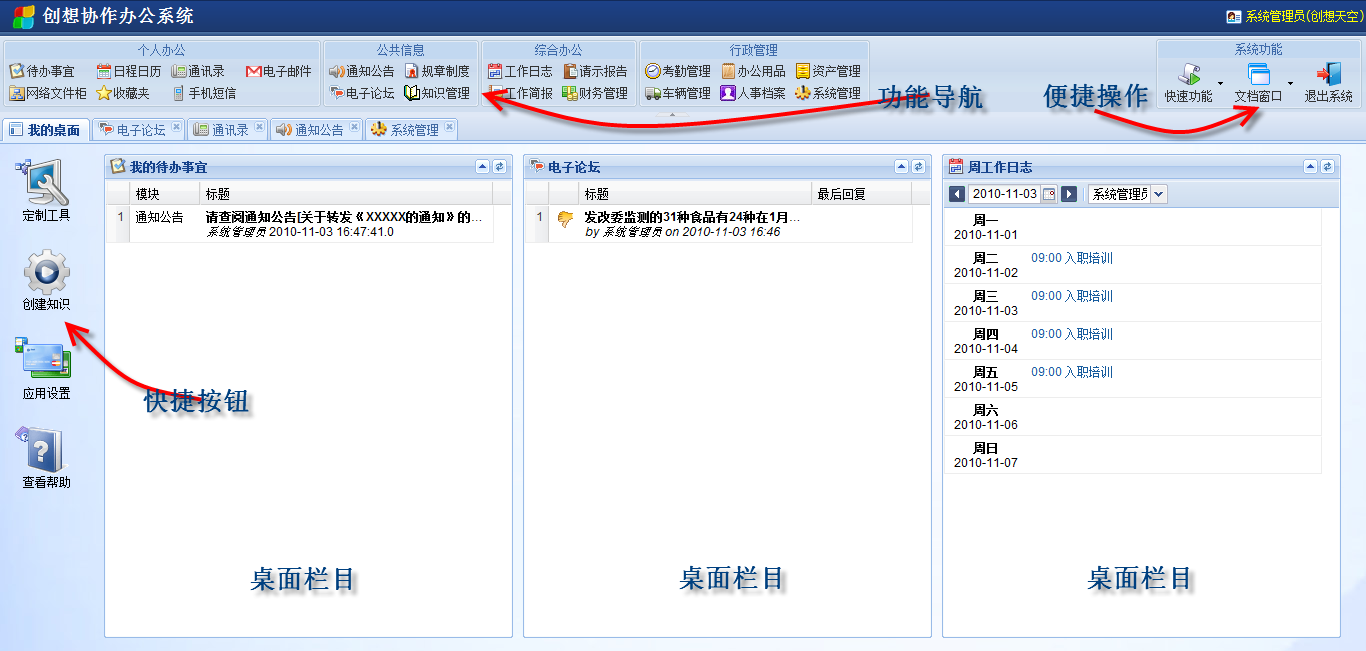 创想协作办公系统
系统管理员(创想天空)
个人办公
公共信息
综合办公
行政管理
系统功能
待办事宜 日程日历 通讯录 电子邮件
通知公告 规章制度
工作日志 请示报告
考勤管理 办公用品 资产管理
网络文件柜 收藏夹 手机短信
电子论坛 知识管理
工作简报 财务管理
车辆管理 人事档案 系统管理
快速功能 文档窗口 退出系统
功能导航
便捷操作
我的桌面 电子论坛 通讯录 通知公告 系统管理
定制工具
创建知识
应用设置
查看帮助
快捷按钮
我的待办事宜
模块 标题
1 通知公告 请查阅通知公告[关于转发《XXXXX的通知》的...
系统管理员 2010-11-03 16:47:41.0
桌面栏目
电子论坛
标题 最后回复
1 发改委监测的31种食品有24种在1月...
by 系统管理员 on 2010-11-03 16:46
桌面栏目
周工作日志
2010-11-03 系统管理员
周一
2010-11-01
周二 09:00 入职培训
2010-11-02
周三 09:00 入职培训
2010-11-03
周四 09:00 入职培训
2010-11-04
周五 09:00 入职培训
2010-11-05
周六
2010-11-06
周日
2010-11-07
桌面栏目